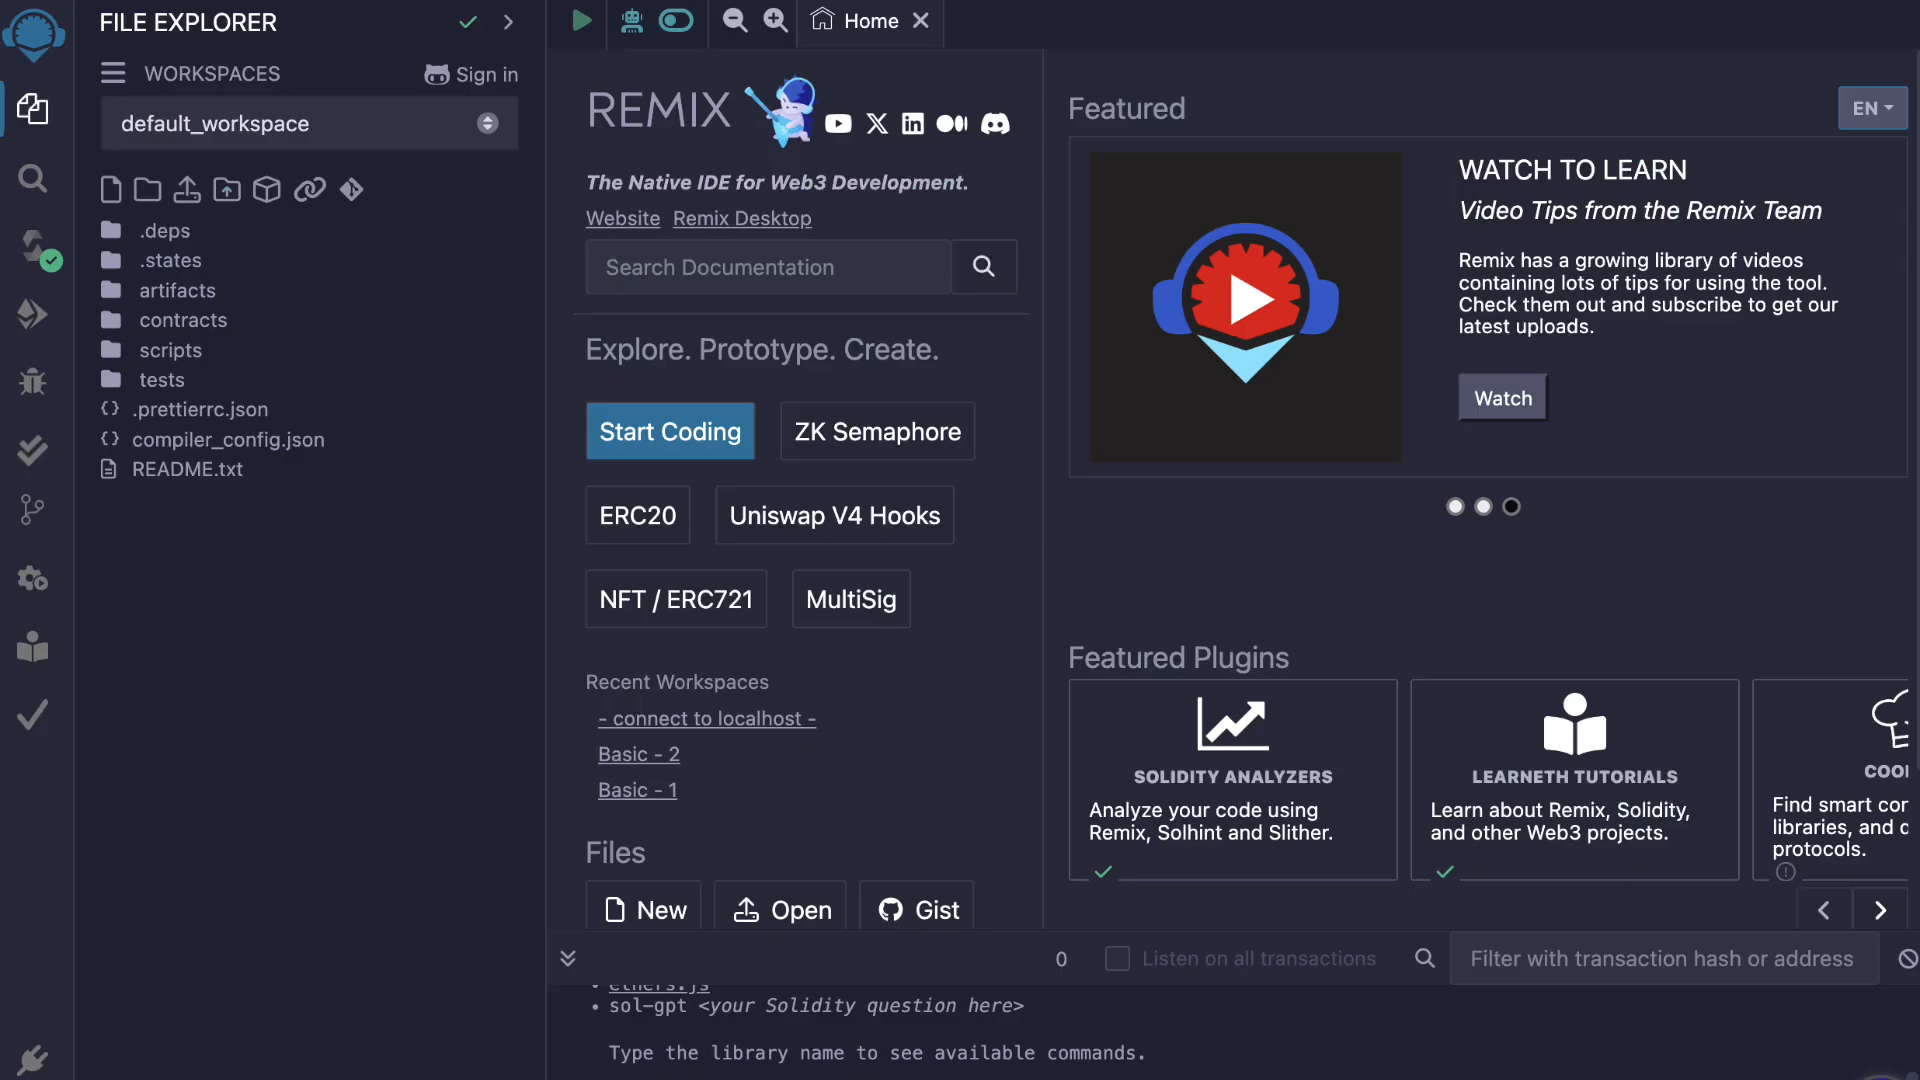 FILE EXPLORER
WORKSPACES
Sign in
default_workspace
.deps
.states
artifacts
contracts
scripts
tests
.prettierrc.json
compiler_config.json
README.txt
Home
REMIX
The Native IDE for Web3 Development.
Website Remix Desktop
Search Documentation
Explore. Prototype. Create.
Start Coding
ZK Semaphore
ERC20
Uniswap V4 Hooks
NFT / ERC721
MultiSig
Recent Workspaces
- connect to localhost -
Basic - 2
Basic - 1
Files
New
Open
Gist
Featured
EN
WATCH TO LEARN
Video Tips from the Remix Team
Remix has a growing library of videos
containing lots of tips for using the tool.
Check them out and subscribe to get our
latest uploads.
Watch
Featured Plugins
SOLIDITY ANALYZERS
Analyze your code using
Remix, Solhint and Slither.
LEARNETH TUTORIALS
Learn about Remix, Solidity,
and other Web3 projects.
Find smart
libraries, and
protocols.
0
Listen on all transactions
Filter with transaction hash or address
ethers.js
sol-gpt <your Solidity question here>
Type the library name to see available commands.